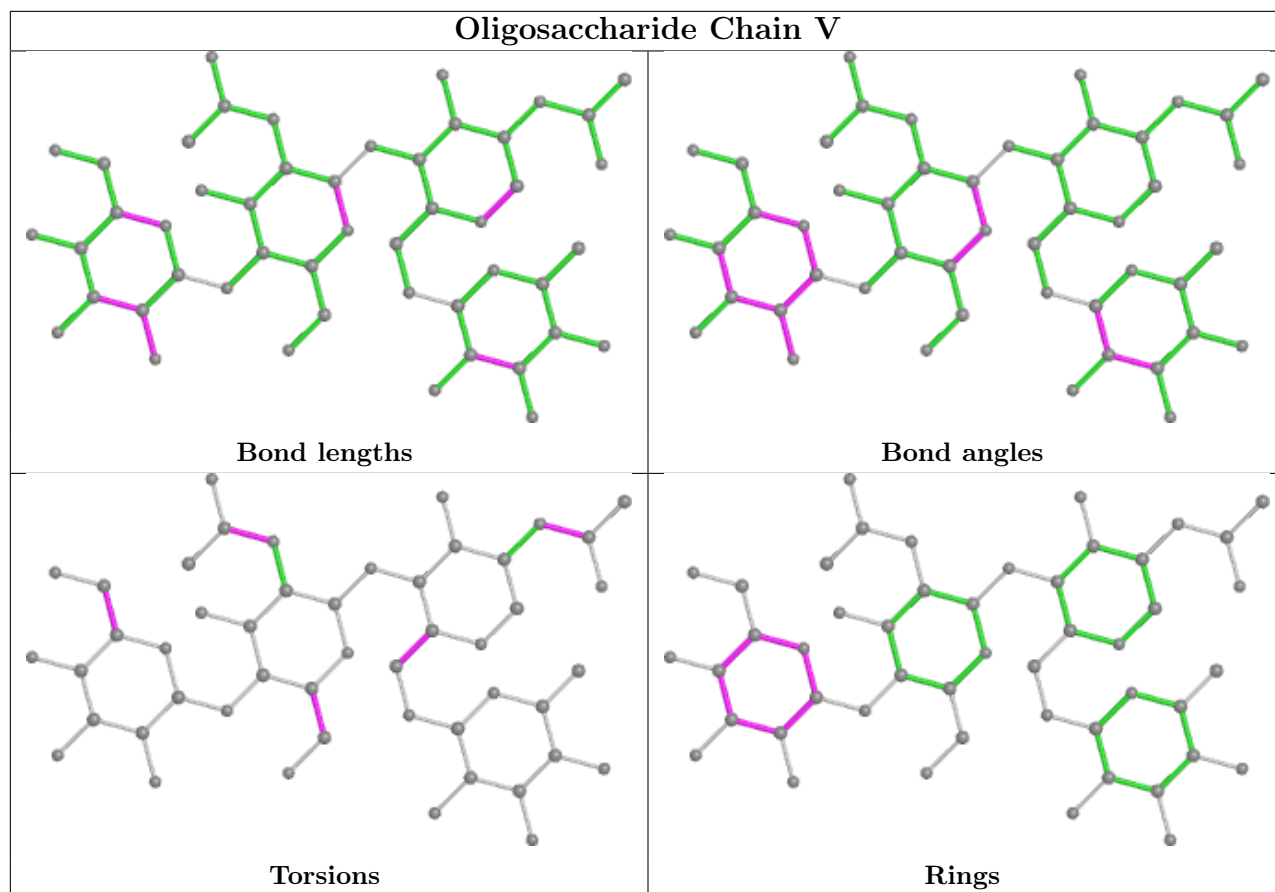 Oligosaccharide Chain V
Bond lengths
Bond angles
Torsions
Rings